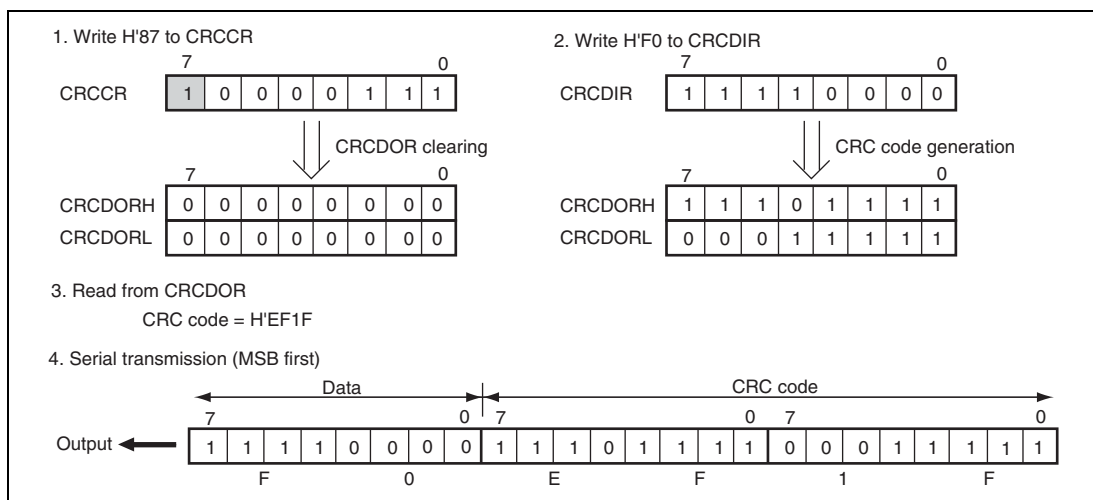 1. Write H'87 to CRCCR
7 0
CRCCR 1 0 0 0 0 1 1 1
CRCDOR clearing
7 0
CRCDORH 0 0 0 0 0 0 0 0
CRCDORL 0 0 0 0 0 0 0 0
2. Write H'F0 to CRCDIR
7 0
CRCDIR 1 1 1 1 0 0 0 0
CRC code generation
7 0
CRCDORH 1 1 1 0 1 1 1 1
CRCDORL 0 0 0 1 1 1 1 1
3. Read from CRCDOR
CRC code = H'EF1F
4. Serial transmission (MSB first)
Data CRC code
7 0 7 0 7 0
Output 1 1 1 1 0 0 0 0 1 1 1 0 1 1 1 1 0 0 0 1 1 1 1 1
F 0 E F 1 F